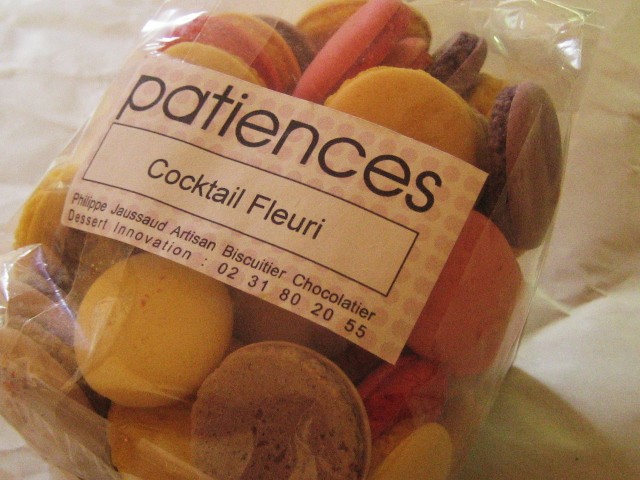 patiences
Cocktail Fleuri
Philippe Jaussaud Artisan Biscuitier Chocolatier
Dessert Innovation : 02 31 80 20 55